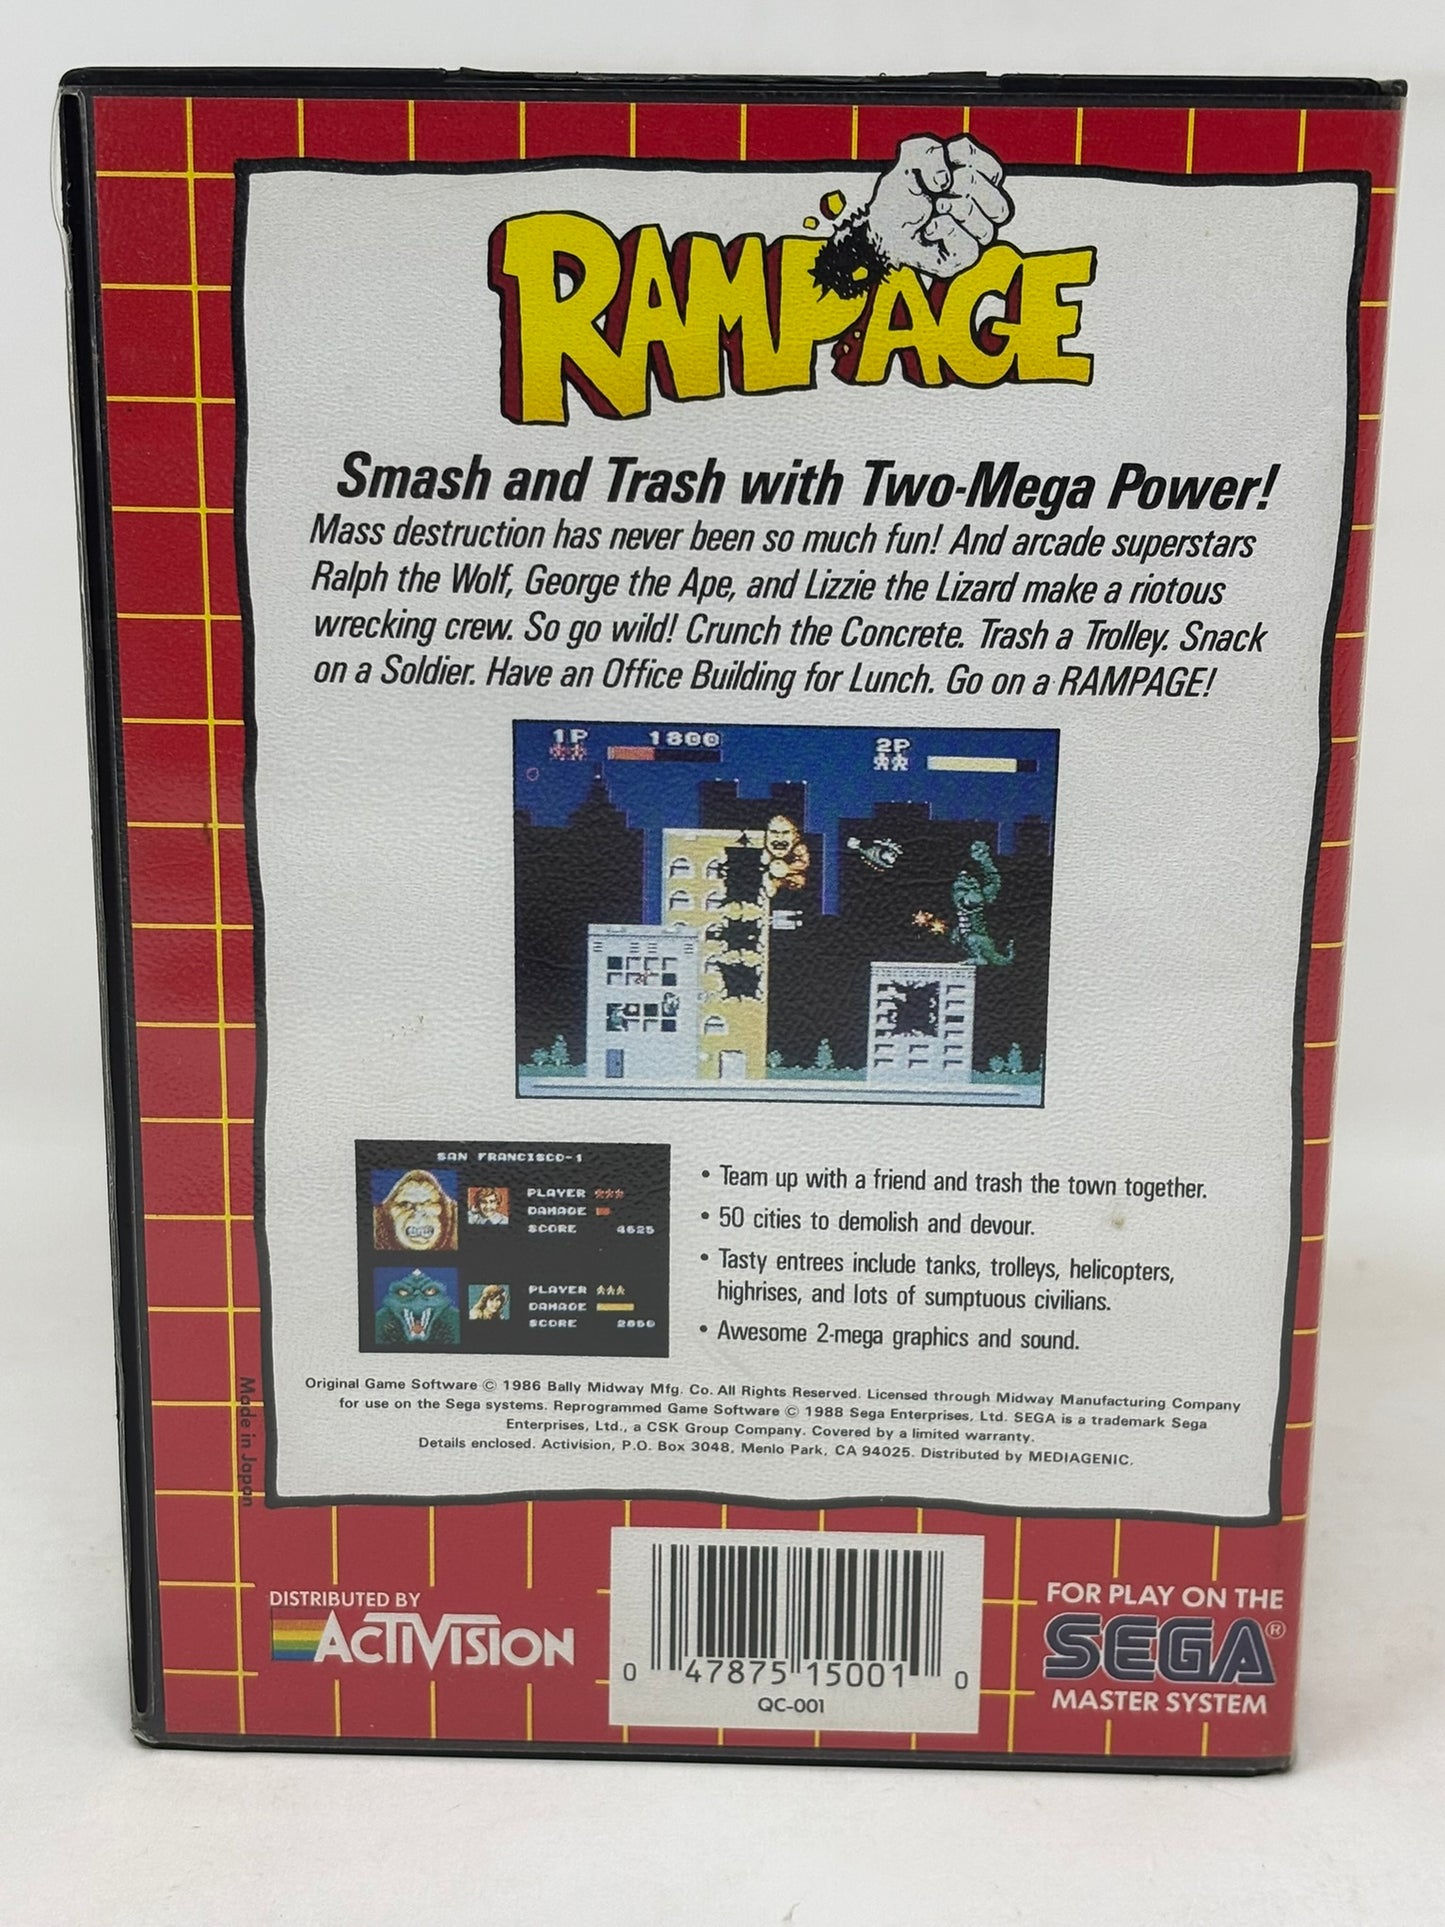 RAMPAGE
Smash and Trash with Two-Mega Power!
Mass destruction has never been so much fun! And arcade superstars
Ralph the Wolf, George the Ape, and Lizzie the Lizard make a riotous
wrecking crew. So go wild! Crunch the Concrete. Trash a Trolley. Snack
on a Soldier. Have an Office Building for Lunch. Go on a RAMPAGE!
1P 1800 2P
SAN FRANCISCO-1
PLAYER
DAMAGE
SCORE 4625
PLAYER
DAMAGE
SCORE 2850
• Team up with a friend and trash the town together.
• 50 cities to demolish and devour.
• Tasty entrees include tanks, trolleys, helicopters,
highrises, and lots of sumptuous civilians.
• Awesome 2-mega graphics and sound.
Original Game Software © 1986 Bally Midway Mfg. Co. All Rights Reserved. Licensed through Midway Manufacturing Company
for use on the Sega systems. Reprogrammed Game Software © 1988 Sega Enterprises, Ltd. SEGA is a trademark Sega
Enterprises, Ltd., a CSK Group Company. Covered by a limited warranty.
Details enclosed. Activision, P.O. Box 3048, Menlo Park, CA 94025. Distributed by MEDIAGENIC.
Made in Japan
DISTRIBUTED BY
ACTIVISION
0 47875 15001 0
QC-001
FOR PLAY ON THE
SEGA®
MASTER SYSTEM